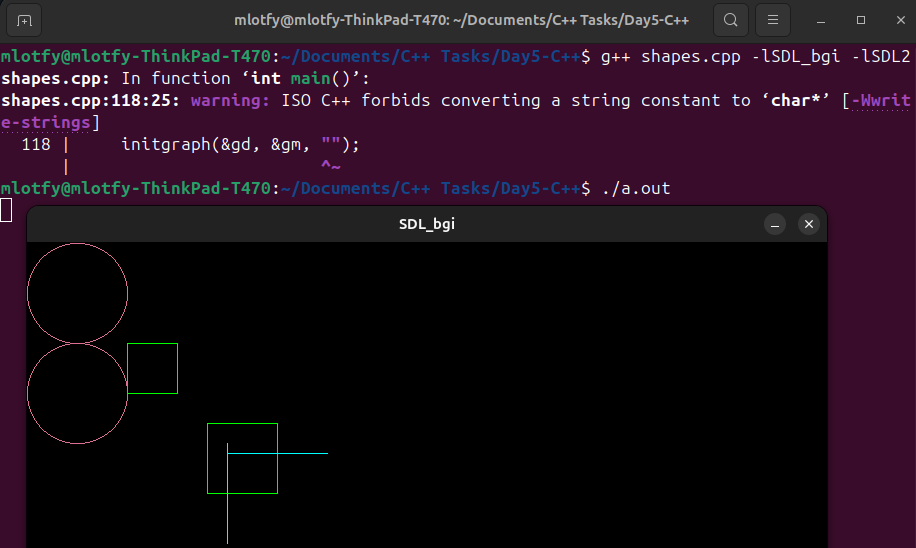 mlotfy@mlotfy-ThinkPad-T470: ~/Documents/C++ Tasks/Day5-C++
mlotfy@mlotfy-ThinkPad-T470:~/Documents/C++ Tasks/Day5-C++$ g++ shapes.cpp -lSDL_bgi -lSDL2
shapes.cpp: In function ‘int main()’:
shapes.cpp:118:25: warning: ISO C++ forbids converting a string constant to ‘char*’ [-Wwrit
e-strings]
  118 |     initgraph(&gd, &gm, "");
      |                         ^~
mlotfy@mlotfy-ThinkPad-T470:~/Documents/C++ Tasks/Day5-C++$ ./a.out
SDL_bgi